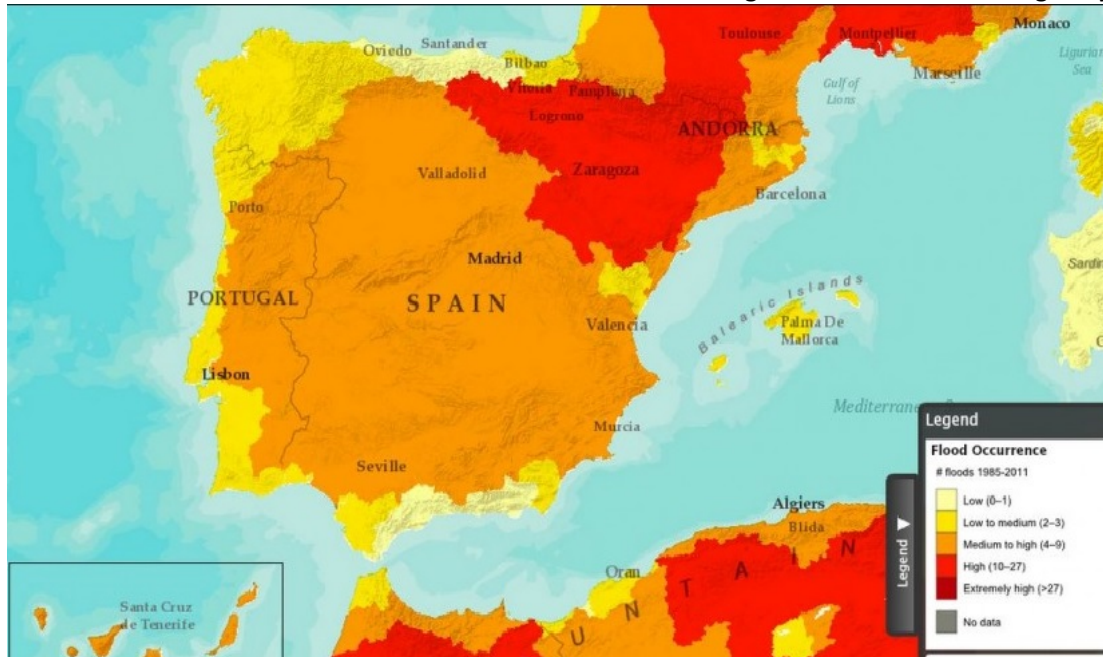 Monaco
Toulouse
Montpellier
Oviedo
Santander
Bilbao
Marseille
Ligurian
Sea
Vitoria
Pamplona
Gulf of
Lions
Logrono
ANDORRA
Zaragoza
Valladolid
Barcelona
Porto
Madrid
PORTUGAL
SPAIN
Balearic Islands
Valencia
Palma De
Mallorca
Lisbon
Murcia
Seville
Algiers
Blida
Oran
U N T A I N
Santa Cruz
de Tenerife
Legend
Flood Occurrence
# floods 1985-2011
Low (0–1)
Low to medium (2–3)
Medium to high (4–9)
High (10–27)
Extremely high (>27)
No data
Legend